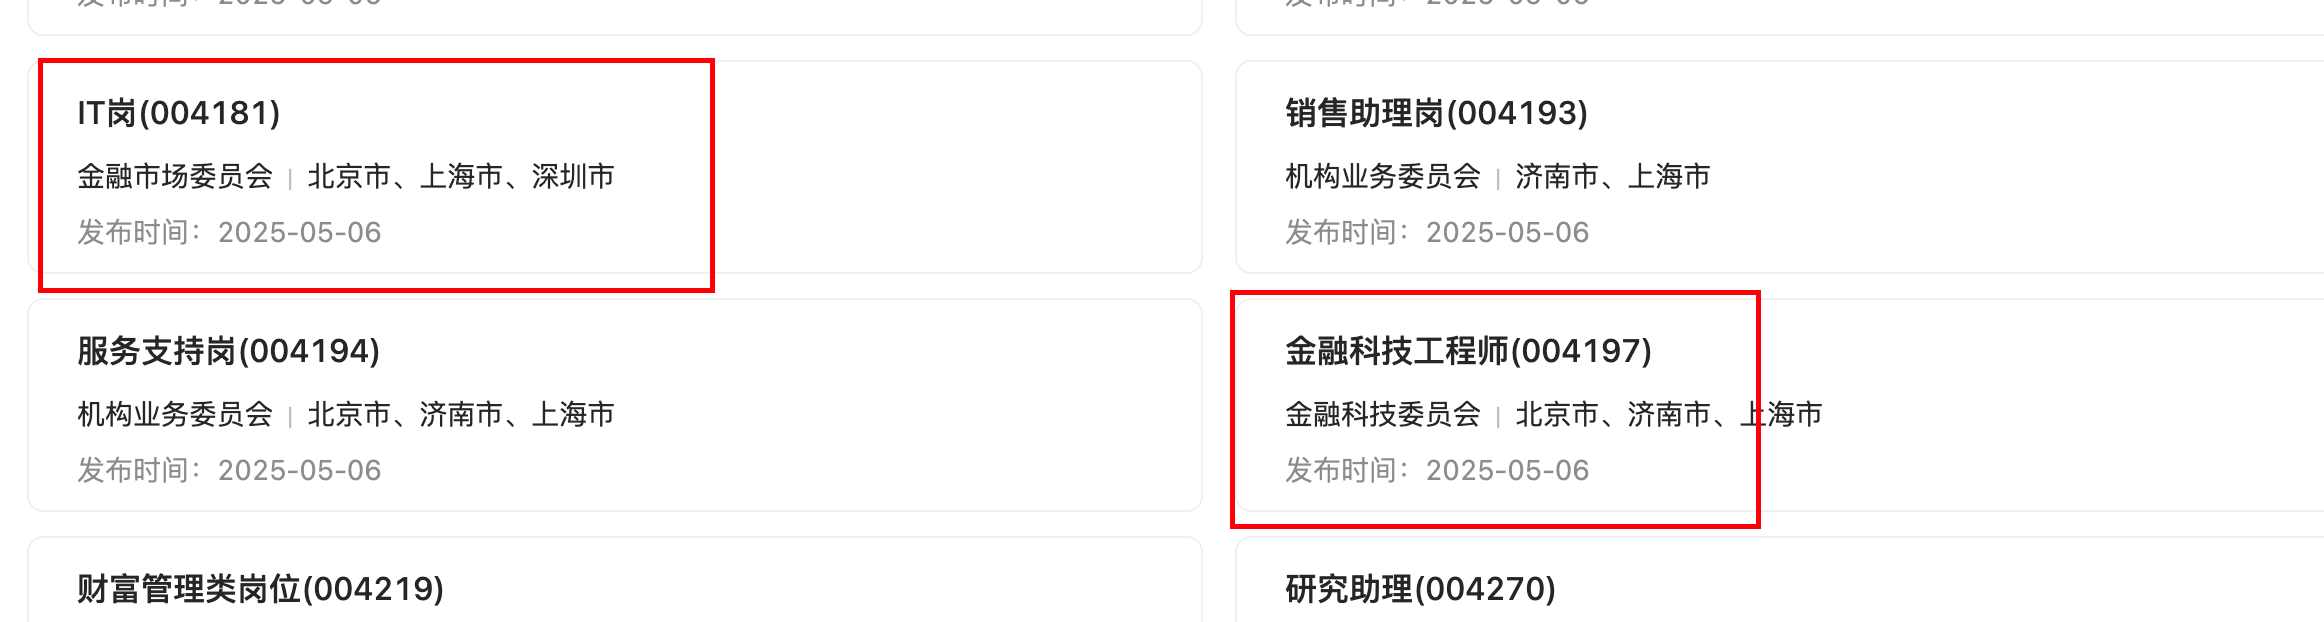 IT岗(004181)
金融市场委员会 | 北京市、上海市、深圳市
发布时间：2025-05-06
销售助理岗(004193)
机构业务委员会 | 济南市、上海市
发布时间：2025-05-06
服务支持岗(004194)
机构业务委员会 | 北京市、济南市、上海市
发布时间：2025-05-06
金融科技工程师(004197)
金融科技委员会 | 北京市、济南市、上海市
发布时间：2025-05-06
财富管理类岗位(004219)
研究助理(004270)